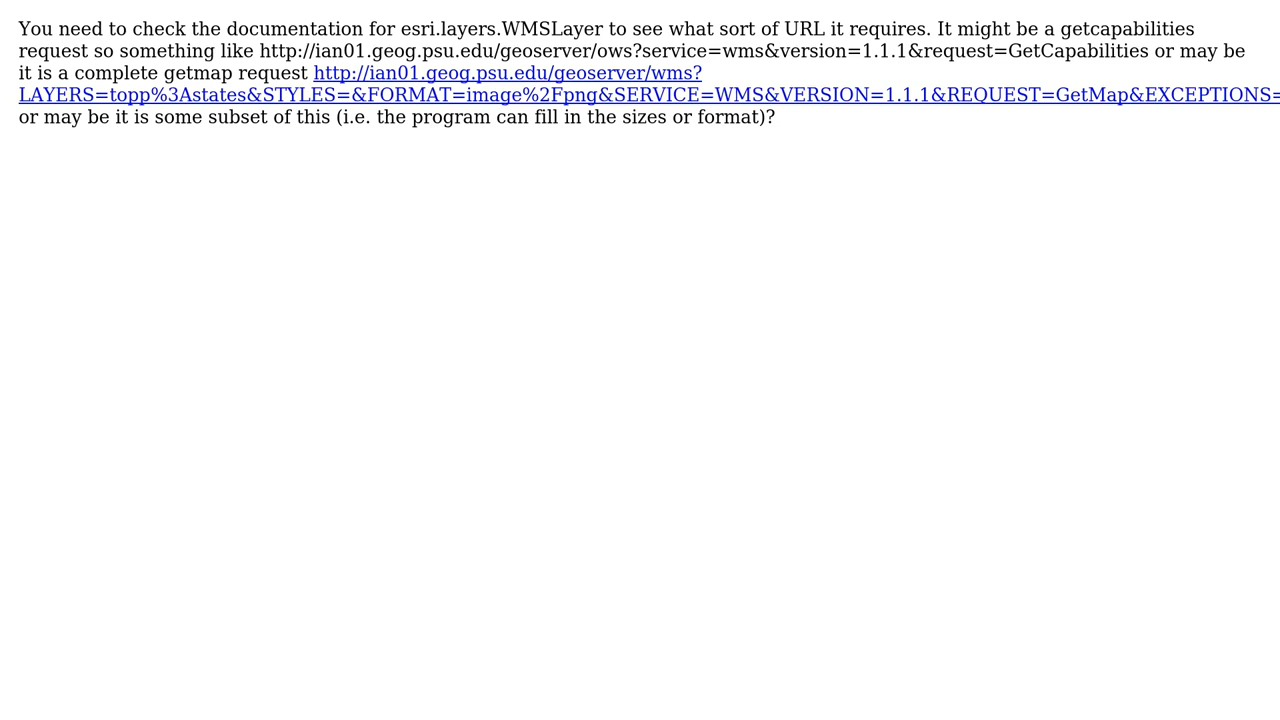 You need to check the documentation for esri.layers.WMSLayer to see what sort of URL it requires. It might be a getcapabilities
request so something like http://ian01.geog.psu.edu/geoserver/ows?service=wms&version=1.1.1&request=GetCapabilities or may be
it is a complete getmap request http://ian01.geog.psu.edu/geoserver/wms?
LAYERS=topp%3Astates&STYLES=&FORMAT=image%2Fpng&SERVICE=WMS&VERSION=1.1.1&REQUEST=GetMap&EXCEPTIONS=
or may be it is some subset of this (i.e. the program can fill in the sizes or format)?